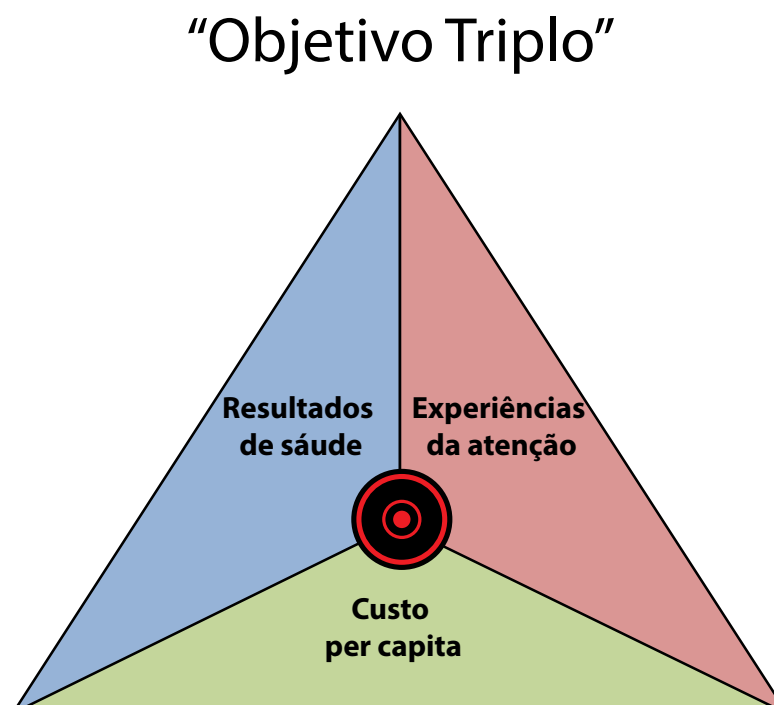 “Objetivo Triplo”
Resultados
de sáude
Experiências
da atenção
Custo
per capita